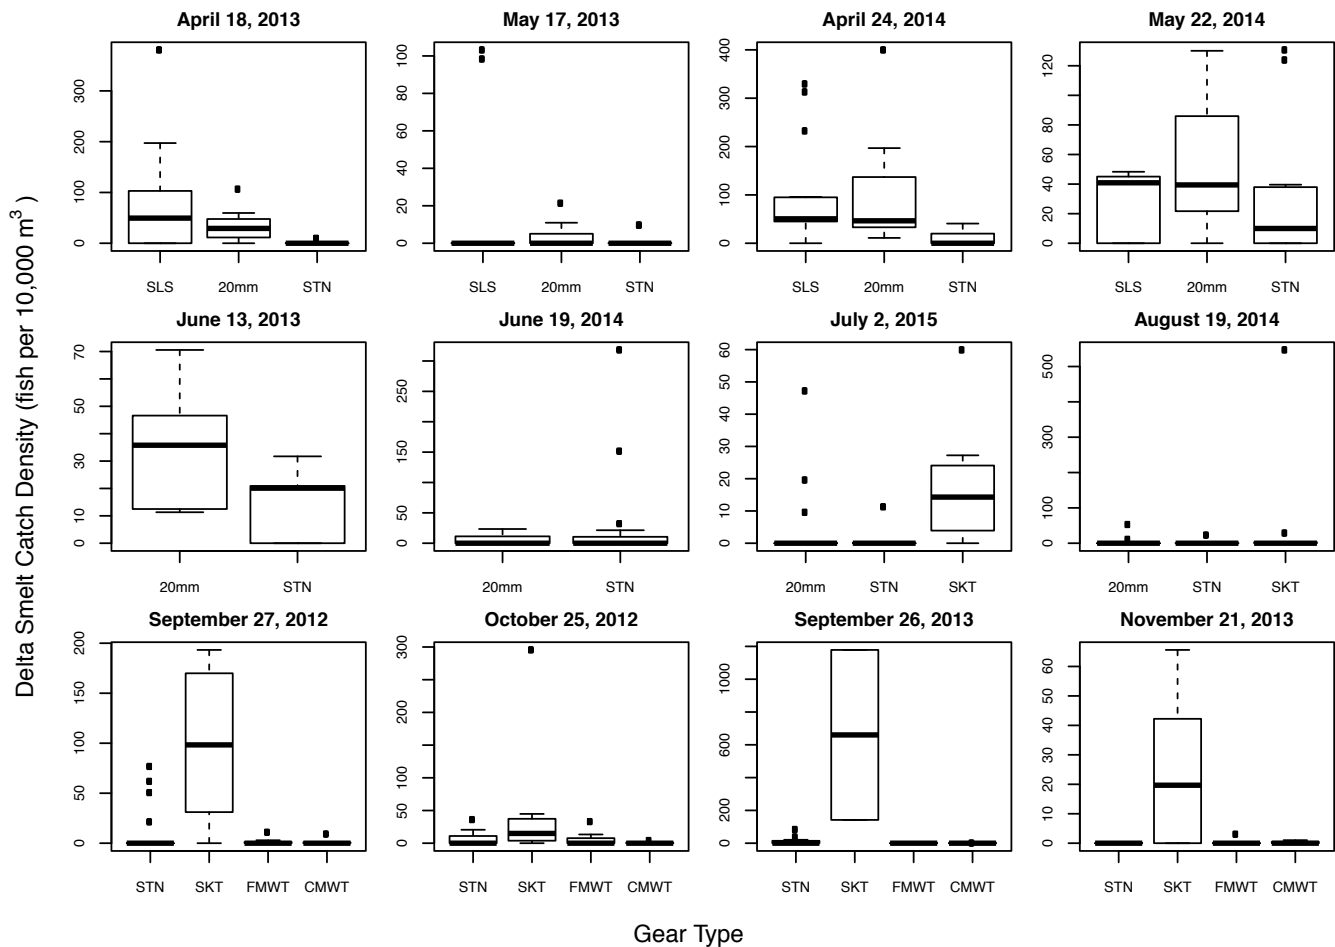 Delta Smelt Catch Density (fish per 10,000 m³ )
April 18, 2013
0 100 200 300
SLS 20mm STN
May 17, 2013
0 20 40 60 80 100
SLS 20mm STN
April 24, 2014
0 100 200 300 400
SLS 20mm STN
May 22, 2014
0 20 40 60 80 120
SLS 20mm STN
June 13, 2013
0 10 30 50 70
20mm STN
June 19, 2014
0 50 150 250
20mm STN
July 2, 2015
0 10 20 30 40 50 60
20mm STN SKT
August 19, 2014
0 100 300 500
20mm STN SKT
September 27, 2012
0 50 100 150 200
STN SKT FMWT CMWT
October 25, 2012
0 50 100 200 300
STN SKT FMWT CMWT
September 26, 2013
0 200 600 1000
STN SKT FMWT CMWT
November 21, 2013
0 10 20 30 40 50 60
STN SKT FMWT CMWT
Gear Type